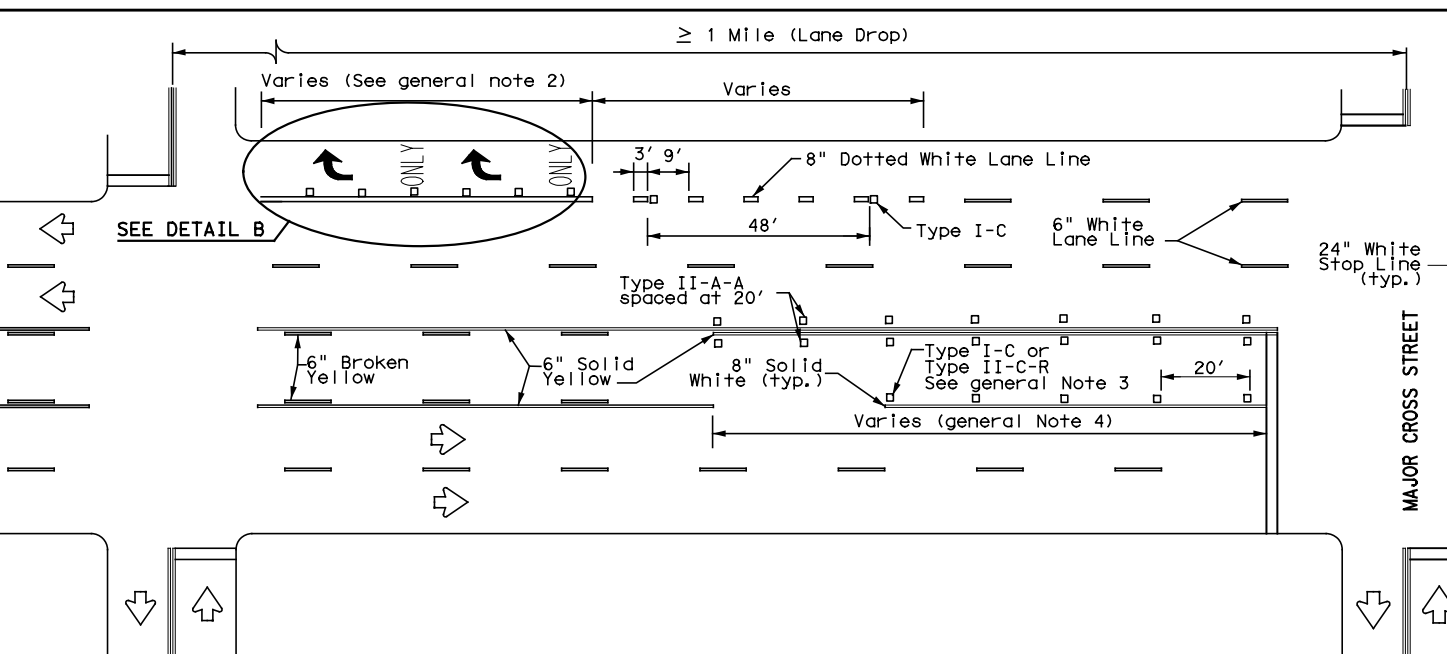 ≥ 1 Mile (Lane Drop)
Varies (See general note 2)
Varies
ONLY
ONLY
3'
9'
8" Dotted White Lane Line
SEE DETAIL B
48'
Type I-C
6" White
Lane Line
24" White
Stop Line
(typ.)
Type II-A-A
spaced at 20'
MAJOR CROSS STREET
6" Broken
Yellow
6" Solid
Yellow
8" Solid
White (typ.)
Type I-C or
Type II-C-R
See general Note 3
20'
Varies (general Note 4)